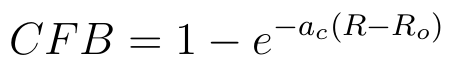 $CFB = 1 - e^{-a_c(R-R_o)}$